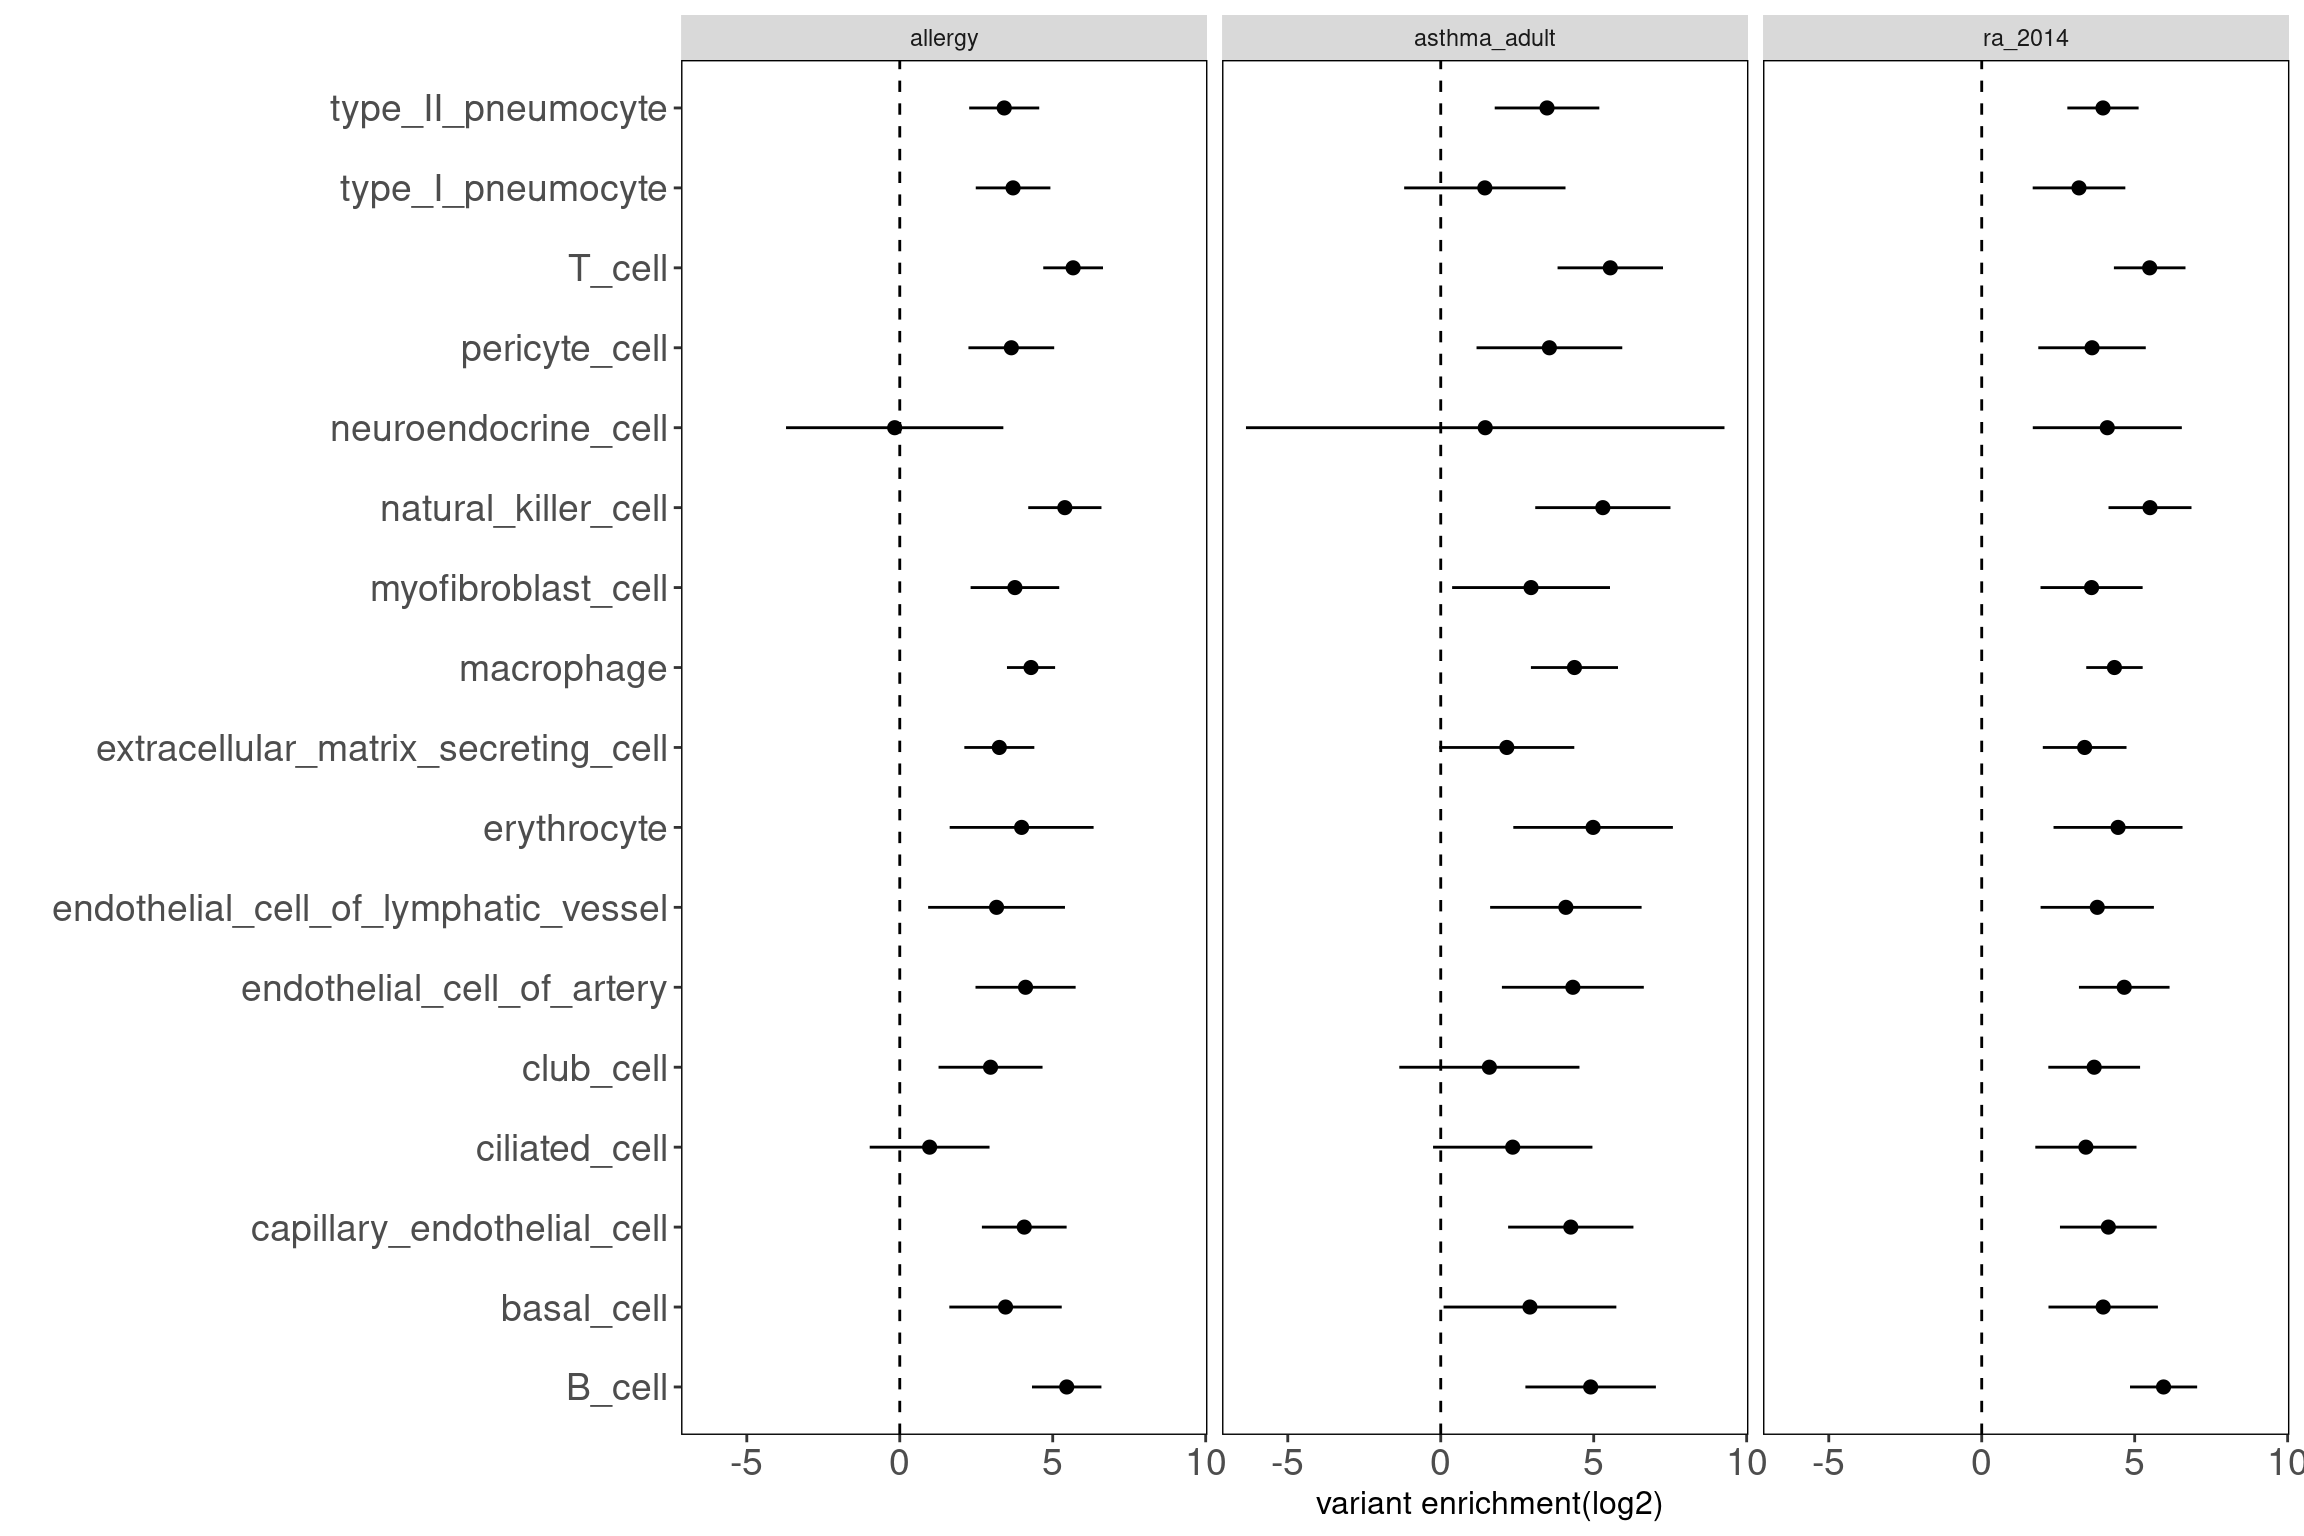 allergy
asthma_adult
ra_2014
type_II_pneumocyte
type_I_pneumocyte
T_cell
pericyte_cell
neuroendocrine_cell
natural_killer_cell
myofibroblast_cell
macrophage
extracellular_matrix_secreting_cell
erythrocyte
endothelial_cell_of_lymphatic_vessel
endothelial_cell_of_artery
club_cell
ciliated_cell
capillary_endothelial_cell
basal_cell
B_cell
-5 0 5 10 -5 0 5 10 -5 0 5 10
variant enrichment(log2)